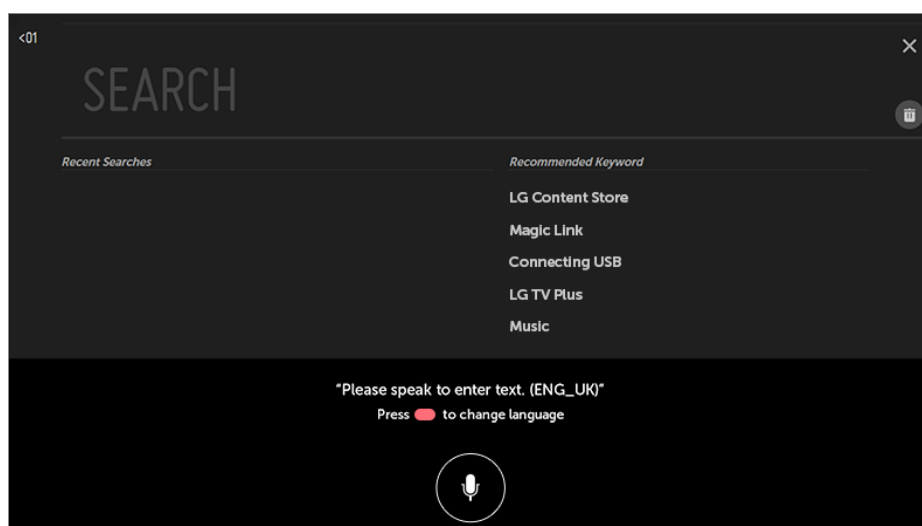 <01
SEARCH
Recent Searches
Recommended Keyword
LG Content Store
Magic Link
Connecting USB
LG TV Plus
Music
“Please speak to enter text. (ENG_UK)”
Press to change language